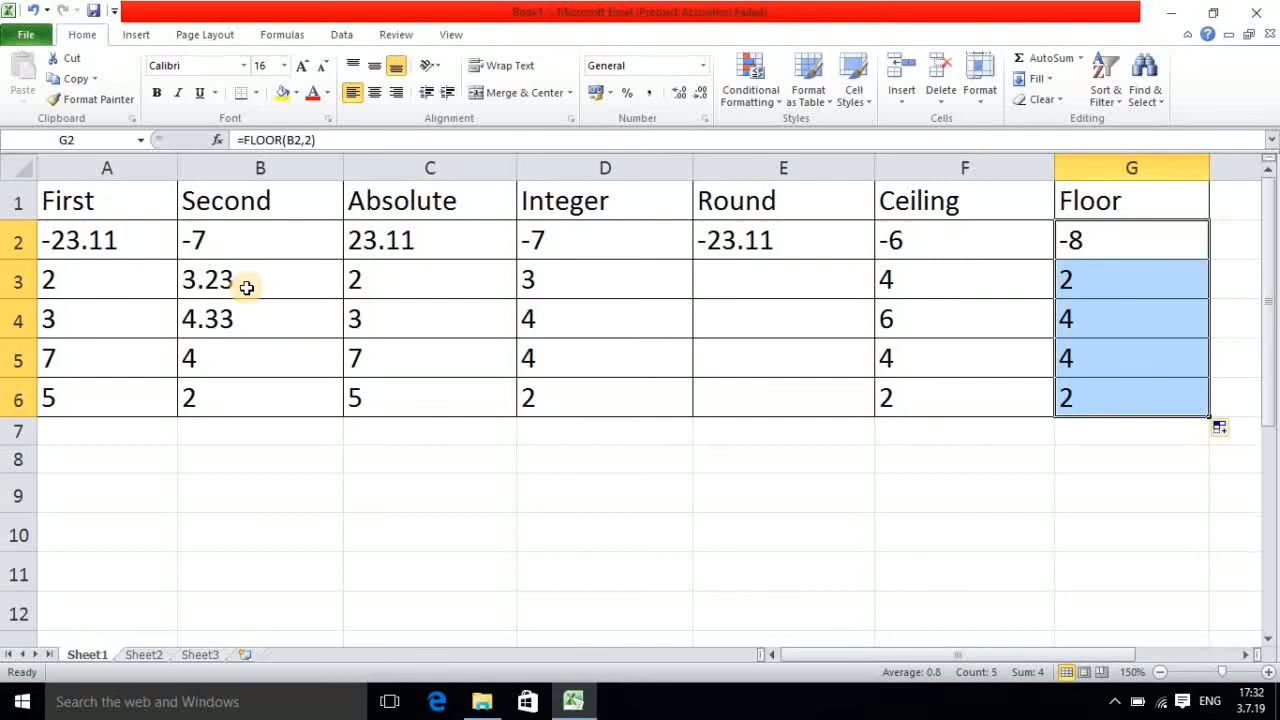 Book1 - Microsoft Excel (Product Activation Failed)
File Home Insert Page Layout Formulas Data Review View
Cut
Copy
Format Painter
Paste
Clipboard
Calibri 16
B I U
Font
Wrap Text
Merge & Center
Alignment
General
Number
Conditional Formatting
Format as Table
Cell Styles
Styles
Insert Delete Format
Cells
AutoSum
Fill
Clear
Sort & Filter
Find & Select
Editing
G2 fx =FLOOR(B2,2)
A B C D E F G
1 First Second Absolute Integer Round Ceiling Floor
2 -23.11 -7 23.11 -7 -23.11 -6 -8
3 2 3.23 2 3 4 2
4 3 4.33 3 4 6 4
5 7 4 7 4 4 4
6 5 2 5 2 2 2
7
8
9
10
11
12
Sheet1 Sheet2 Sheet3
Ready Average: 0.8 Count: 5 Sum: 4 150%
Search the web and Windows
ENG
17:32
3.7.19